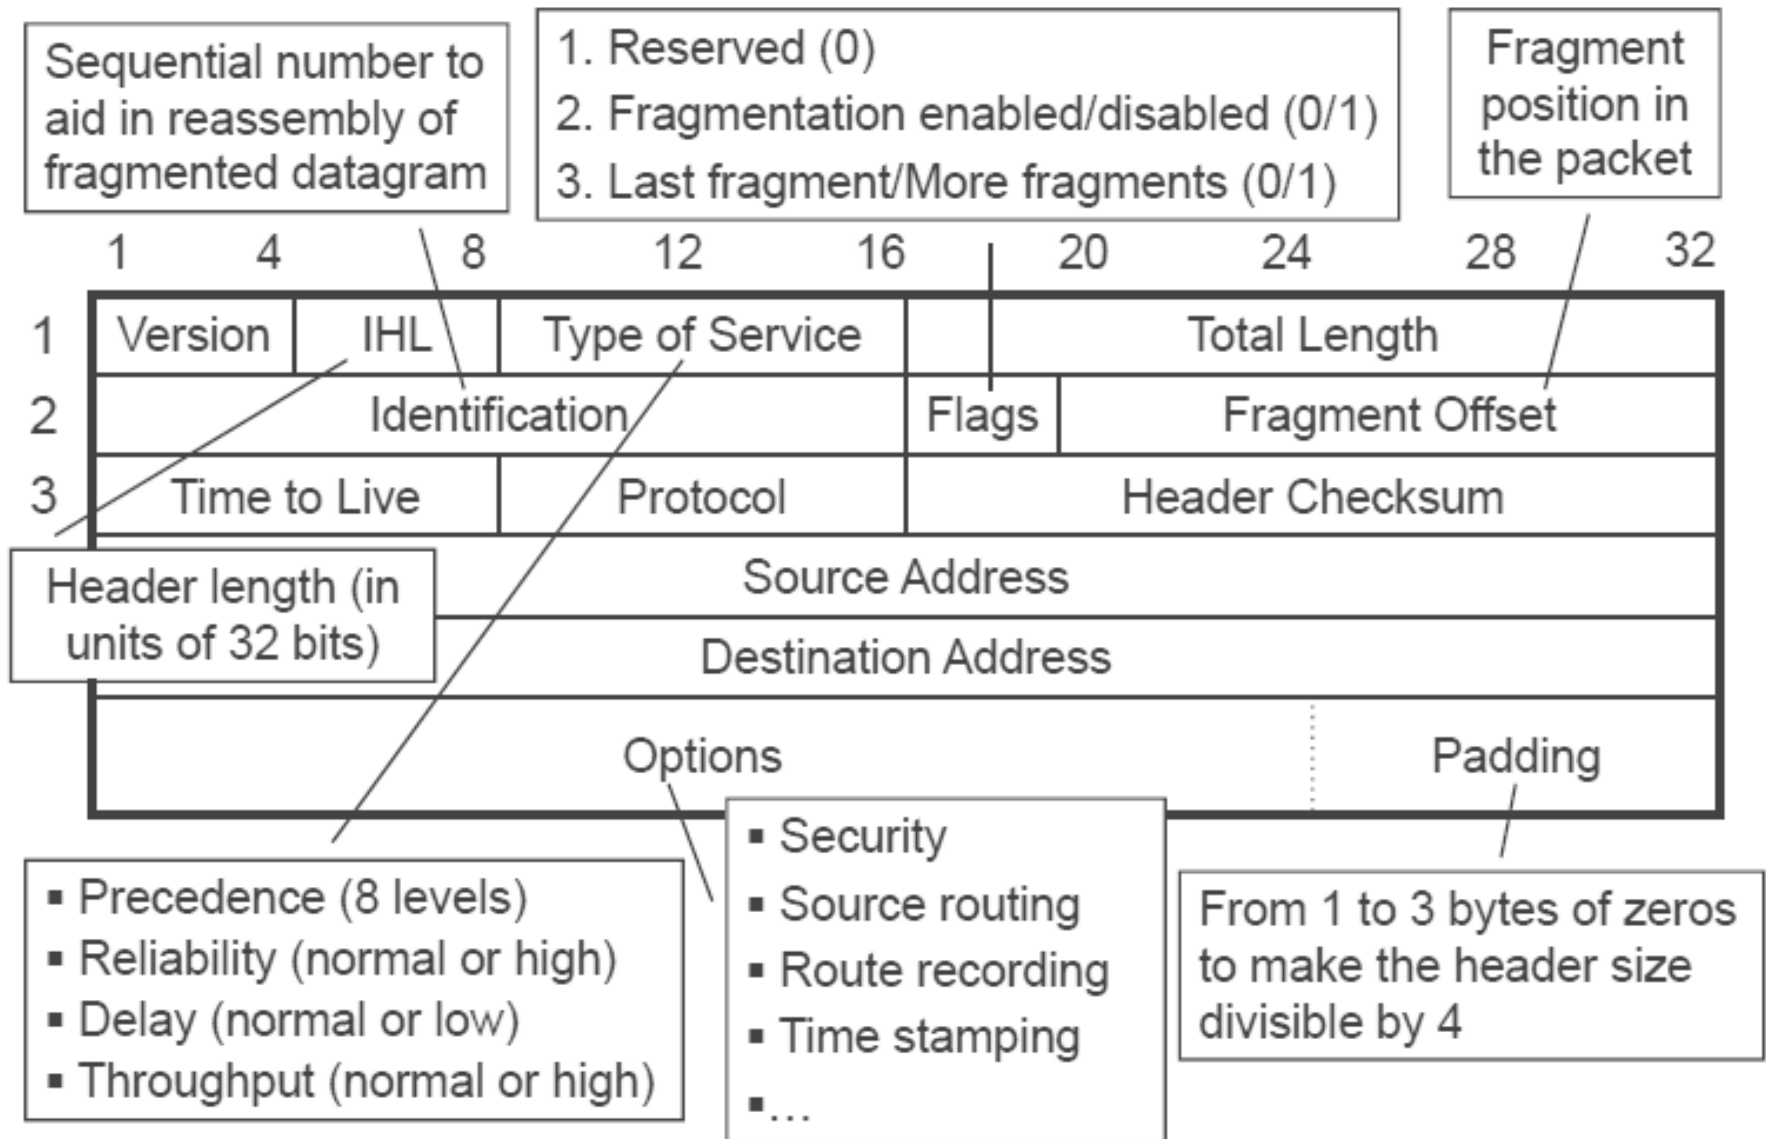 Sequential number to
aid in reassembly of
fragmented datagram
1. Reserved (0)
2. Fragmentation enabled/disabled (0/1)
3. Last fragment/More fragments (0/1)
Fragment
position in
the packet
1 4 8 12 16 20 24 28 32
1 Version IHL Type of Service Total Length
2 Identification Flags Fragment Offset
3 Time to Live Protocol Header Checksum
Header length (in
units of 32 bits)
Source Address
Destination Address
Options Padding
▪ Precedence (8 levels)
▪ Reliability (normal or high)
▪ Delay (normal or low)
▪ Throughput (normal or high)
▪ Security
▪ Source routing
▪ Route recording
▪ Time stamping
▪...
From 1 to 3 bytes of zeros
to make the header size
divisible by 4